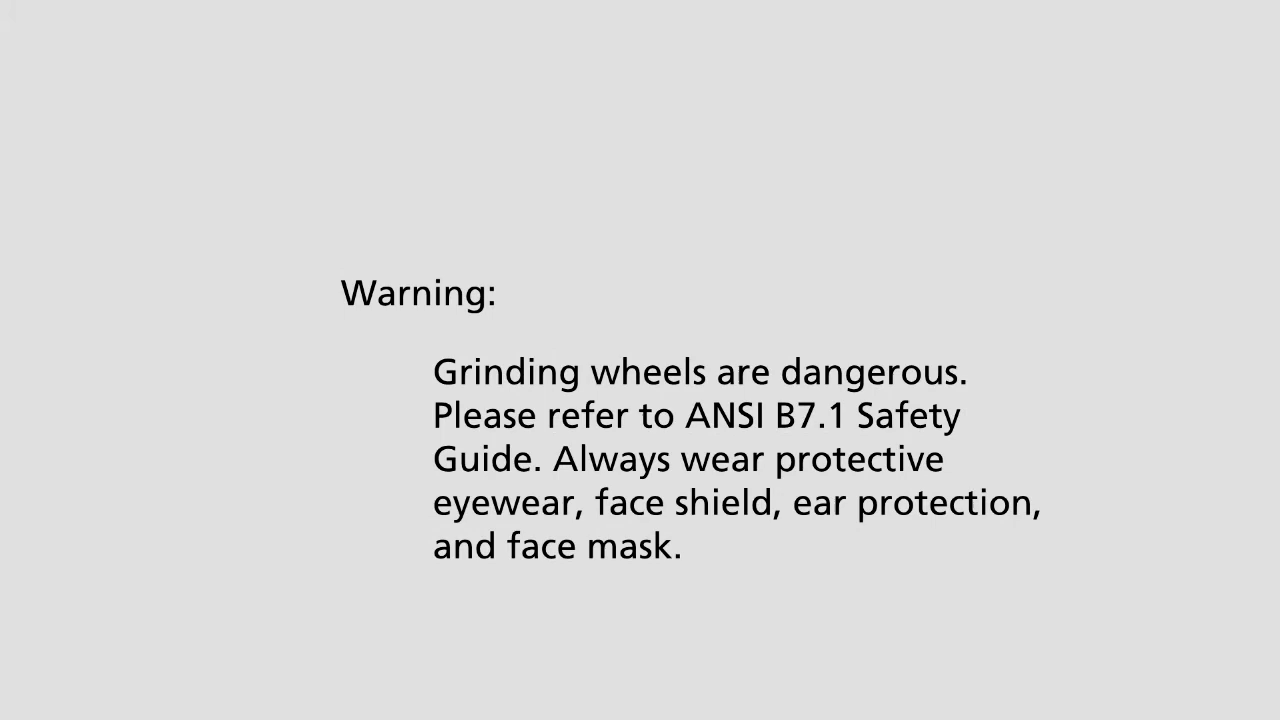 Warning:
Grinding wheels are dangerous.
Please refer to ANSI B7.1 Safety
Guide. Always wear protective
eyewear, face shield, ear protection,
and face mask.